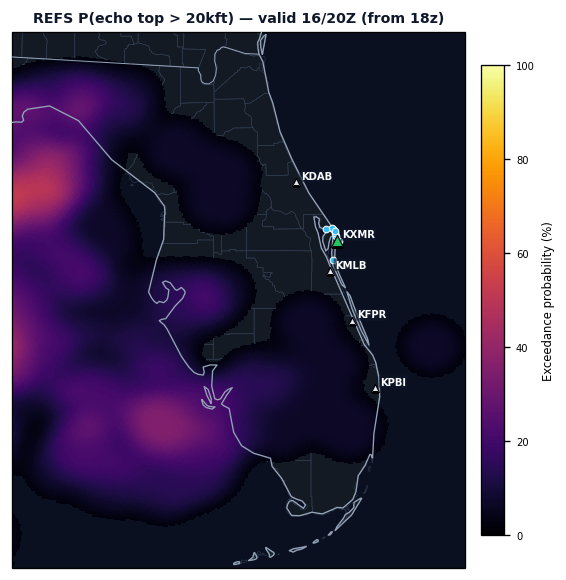 REFS P(echo top > 20kft) — valid 16/20Z (from 18z)
KDAB
KXMR
KMLB
KFPR
KPBI
100
80
60
40
20
0
Exceedance probability (%)